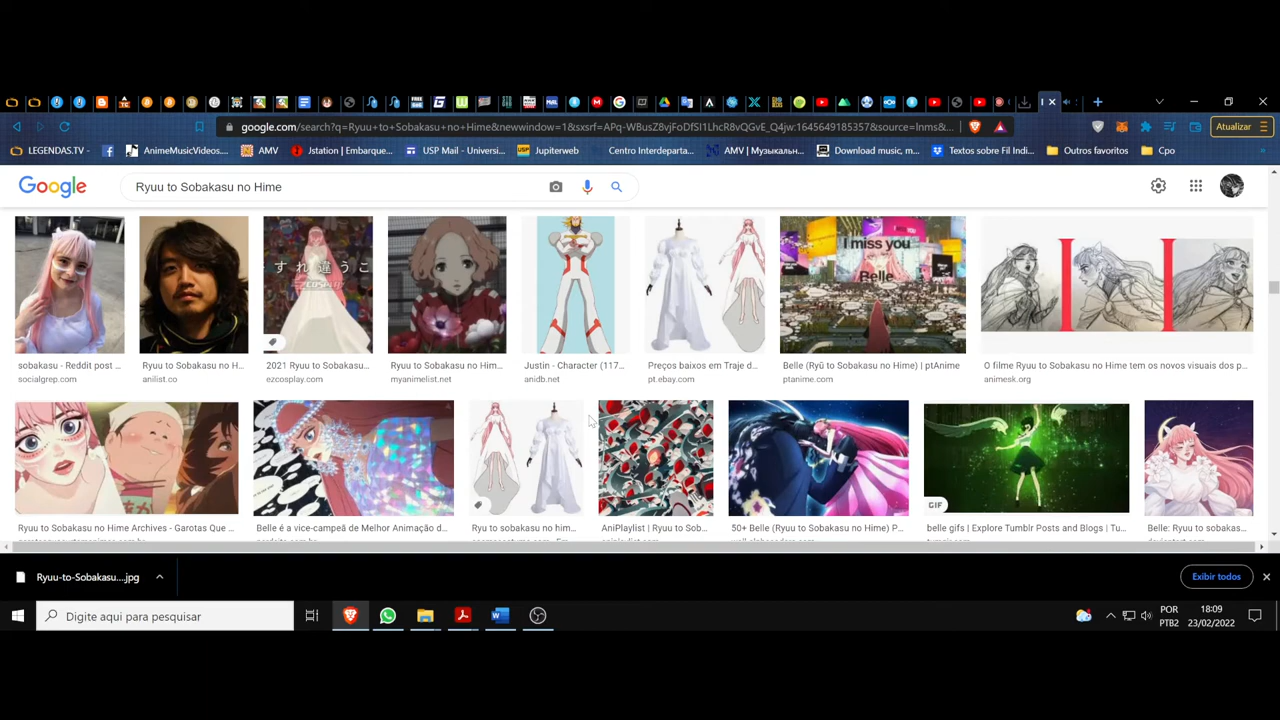 google.com/search?q=Ryuu+to+Sobakasu+no+Hime&newwindow=1&sxsrf=APq-WBusZ8vjFoDfSI1LhcR8vQGvE_Q4jw:1645649185357&source=lnms&...
Atualizar
LEGENDAS.TV - AnimeMusicVideos... AMV Jstation | Embarque... USP Mail - Universi... Jupiterweb Centro Interdeparta... AMV | Музыкальн... Download music, m... Textos sobre Fil Indi... Outros favoritos Cpo
Google
Ryuu to Sobakasu no Hime
すれ違うこ
EZCOSPLAY
I miss you
Belle
sobakasu - Reddit post ... Ryuu to Sobakasu no H... 2021 Ryuu to Sobakasu... Ryuu to Sobakasu no Him... Justin - Character (117... Preços baixos em Traje d... Belle (Ryû to Sobakasu no Hime) | ptAnime O filme Ryuu to Sobakasu no Hime tem os novos visuais dos p...
socialgrep.com anilist.co ezcosplay.com myanimelist.net anidb.net pt.ebay.com ptanime.com animesk.org
GIF
Ryuu to Sobakasu no Hime Archives - Garotas Que ... Belle é a vice-campeã de Melhor Animação d... Ryu to sobakasu no him... AniPlaylist | Ryuu to Sob... 50+ Belle (Ryuu to Sobakasu no Hime) P... belle gifs | Explore Tumblr Posts and Blogs | Tu... Belle: Ryuu to sobakas...
Ryuu-to-Sobakasu....jpg
Exibir todos
Digite aqui para pesquisar
POR 18:09
PTB2 23/02/2022